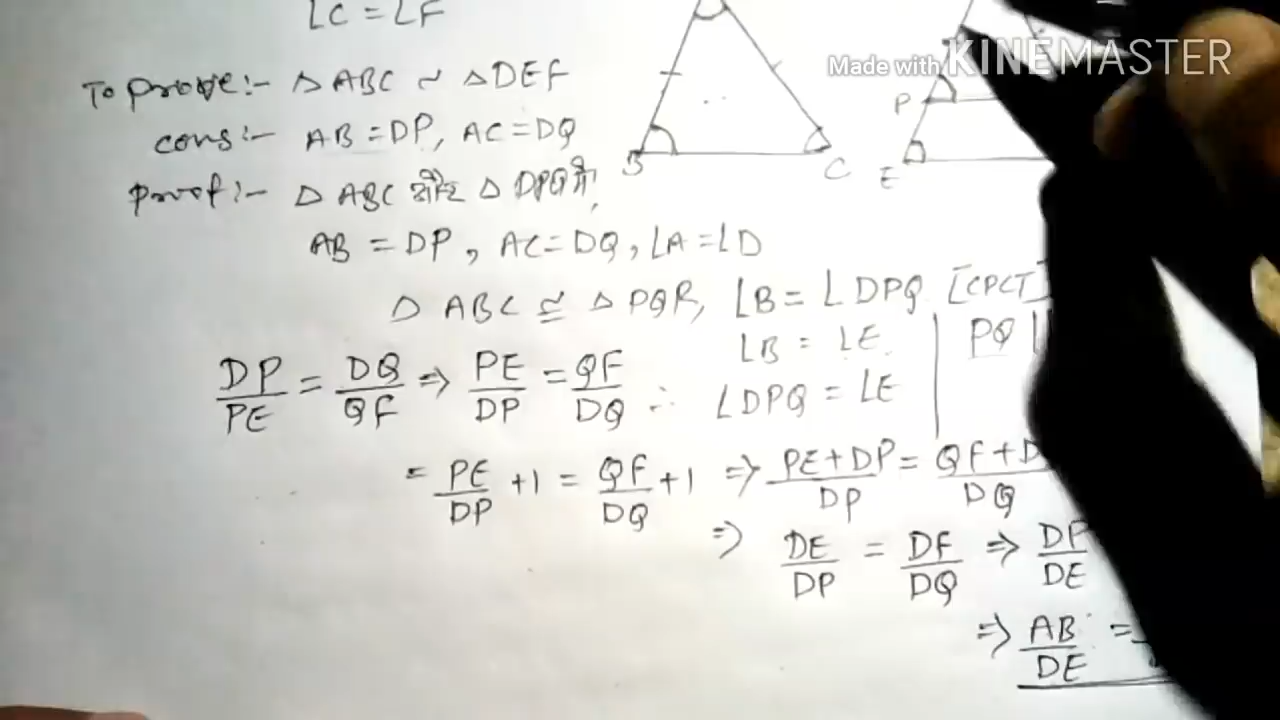 ∠C = ∠F
To prove:- △ ABC ~ △DEF
cons:- AB = DP, AC = DQ
Proof:- △ ABC और △ DPQ में,
AB = DP, AC = DQ, ∠A = ∠D
△ ABC ≅ △ PQR, ∠B = ∠DPQ [CPCT]
∠B = ∠E
PQ |
∠DPQ = ∠E
DP/PE = DQ/QF ⇒ PE/DP = QF/DQ ∴
= PE/DP +1 = QF/DQ +1 ⇒ PE+DP/DP = QF+D/DQ
⇒ DE/DP = DF/DQ ⇒ DP/DE
⇒ AB/DE =
B
C
P
E
Made with KINEMASTER